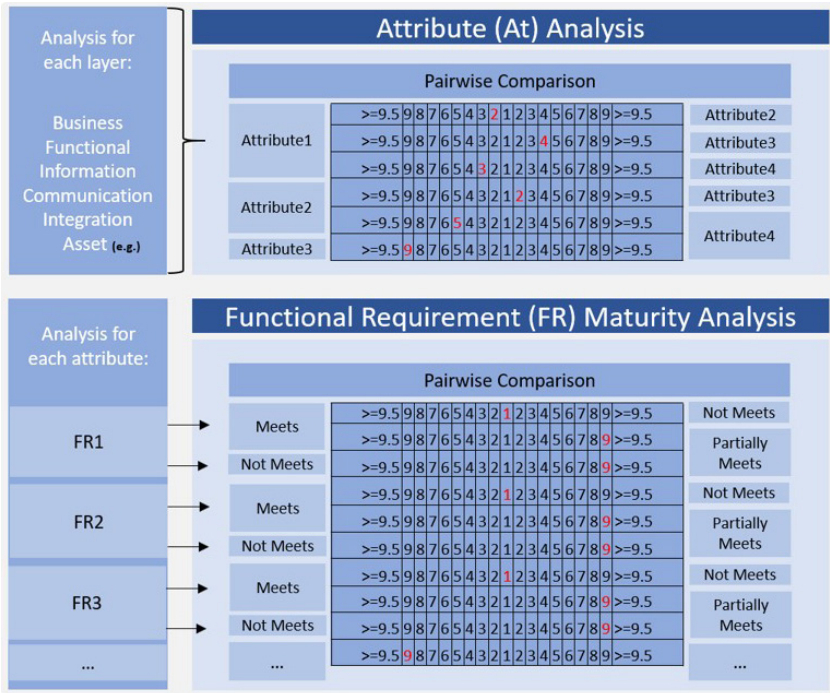 Analysis for
each layer:
Business
Functional
Information
Communication
Integration
Asset (e.g.)
Attribute (At) Analysis
Pairwise Comparison
Attribute1
Attribute2
Attribute3
>=9.5 9 8 7 6 5 4 3 2 1 2 3 4 5 6 7 8 9 >=9.5
>=9.5 9 8 7 6 5 4 3 2 1 2 3 4 5 6 7 8 9 >=9.5
>=9.5 9 8 7 6 5 4 3 2 1 2 3 4 5 6 7 8 9 >=9.5
>=9.5 9 8 7 6 5 4 3 2 1 2 3 4 5 6 7 8 9 >=9.5
>=9.5 9 8 7 6 5 4 3 2 1 2 3 4 5 6 7 8 9 >=9.5
>=9.5 9 8 7 6 5 4 3 2 1 2 3 4 5 6 7 8 9 >=9.5
Attribute2
Attribute3
Attribute4
Attribute3
Attribute4
Analysis for
each attribute:
FR1
FR2
FR3
...
Functional Requirement (FR) Maturity Analysis
Pairwise Comparison
Meets
Not Meets
Meets
Not Meets
Meets
Not Meets
...
>=9.5 9 8 7 6 5 4 3 2 1 2 3 4 5 6 7 8 9 >=9.5
>=9.5 9 8 7 6 5 4 3 2 1 2 3 4 5 6 7 8 9 >=9.5
>=9.5 9 8 7 6 5 4 3 2 1 2 3 4 5 6 7 8 9 >=9.5
>=9.5 9 8 7 6 5 4 3 2 1 2 3 4 5 6 7 8 9 >=9.5
>=9.5 9 8 7 6 5 4 3 2 1 2 3 4 5 6 7 8 9 >=9.5
>=9.5 9 8 7 6 5 4 3 2 1 2 3 4 5 6 7 8 9 >=9.5
>=9.5 9 8 7 6 5 4 3 2 1 2 3 4 5 6 7 8 9 >=9.5
>=9.5 9 8 7 6 5 4 3 2 1 2 3 4 5 6 7 8 9 >=9.5
>=9.5 9 8 7 6 5 4 3 2 1 2 3 4 5 6 7 8 9 >=9.5
>=9.5 9 8 7 6 5 4 3 2 1 2 3 4 5 6 7 8 9 >=9.5
Not Meets
Partially
Meets
Not Meets
Partially
Meets
Not Meets
Partially
Meets
...